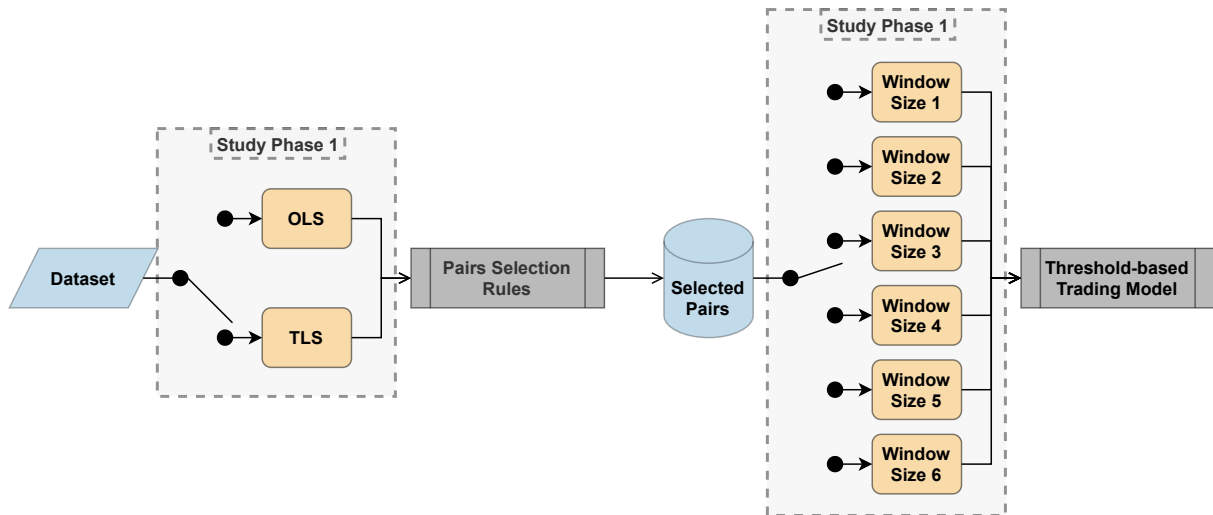 Dataset
Study Phase 1
OLS
TLS
Pairs Selection
Rules
Selected
Pairs
Study Phase 1
Window
Size 1
Window
Size 2
Window
Size 3
Window
Size 4
Window
Size 5
Window
Size 6
Threshold-based
Trading Model